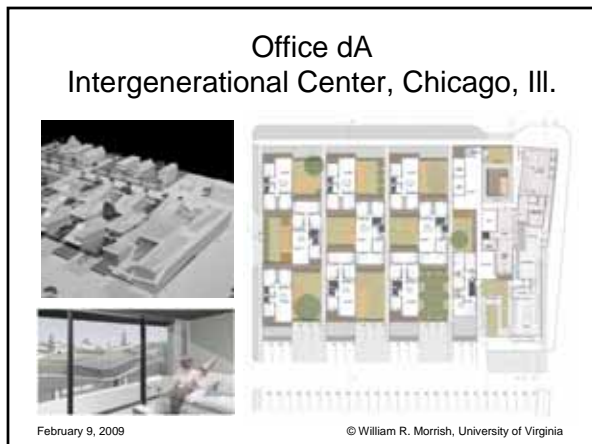 Office dA
Intergenerational Center, Chicago, Ill.
February 9, 2009
© William R. Morrish, University of Virginia